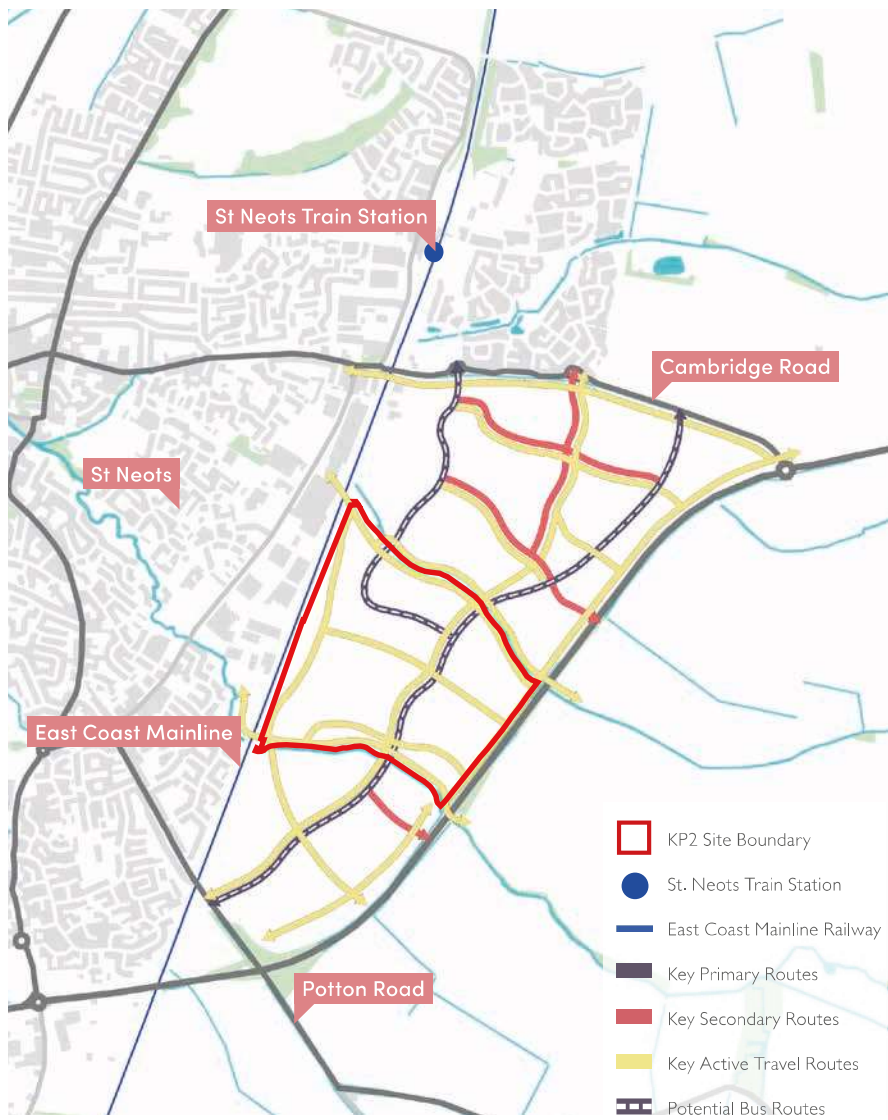 St Neots Train Station
Cambridge Road
St Neots
East Coast Mainline
Potton Road
KP2 Site Boundary
St. Neots Train Station
East Coast Mainline Railway
Key Primary Routes
Key Secondary Routes
Key Active Travel Routes
Potential Bus Routes